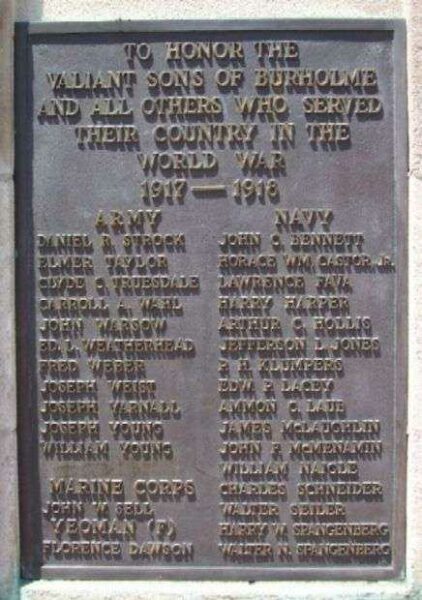 TO HONOR THE
VALIANT SONS OF BURHOLME
AND ALL OTHERS WHO SERVED
THEIR COUNTRY IN THE
WORLD WAR
1917 — 1918
ARMY
DANIEL R. STROCK
ELMER TAYLOR
CLYDE C. TRUESDALE
CARROLL A. WAHL
JOHN WARSOW
ED. L. WEATHERHEAD
FRED WEBER
JOSEPH WEIST
JOSEPH YARNALL
JOSEPH YOUNG
WILLIAM YOUNG
MARINE CORPS
JOHN W. SELL
YEOMAN (F)
FLORENCE DAWSON
NAVY
JOHN C. BENNETT
HORACE WM. CASTOR, JR.
LAWRENCE FAVA
HARRY HARPER
ARTHUR C. HOLLIS
JEFFERSON L. JONES
P. H. KLUMPERS
EDW. P. LACEY
AMMON C. LAUB
JAMES MCLAUGHLIN
JOHN P. MCMENAMIN
WILLIAM NAIGLE
CHARLES SCHNEIDER
WALTER SEILER
HARRY W. SPANGENBERG
WALTER N. SPANGENBERG